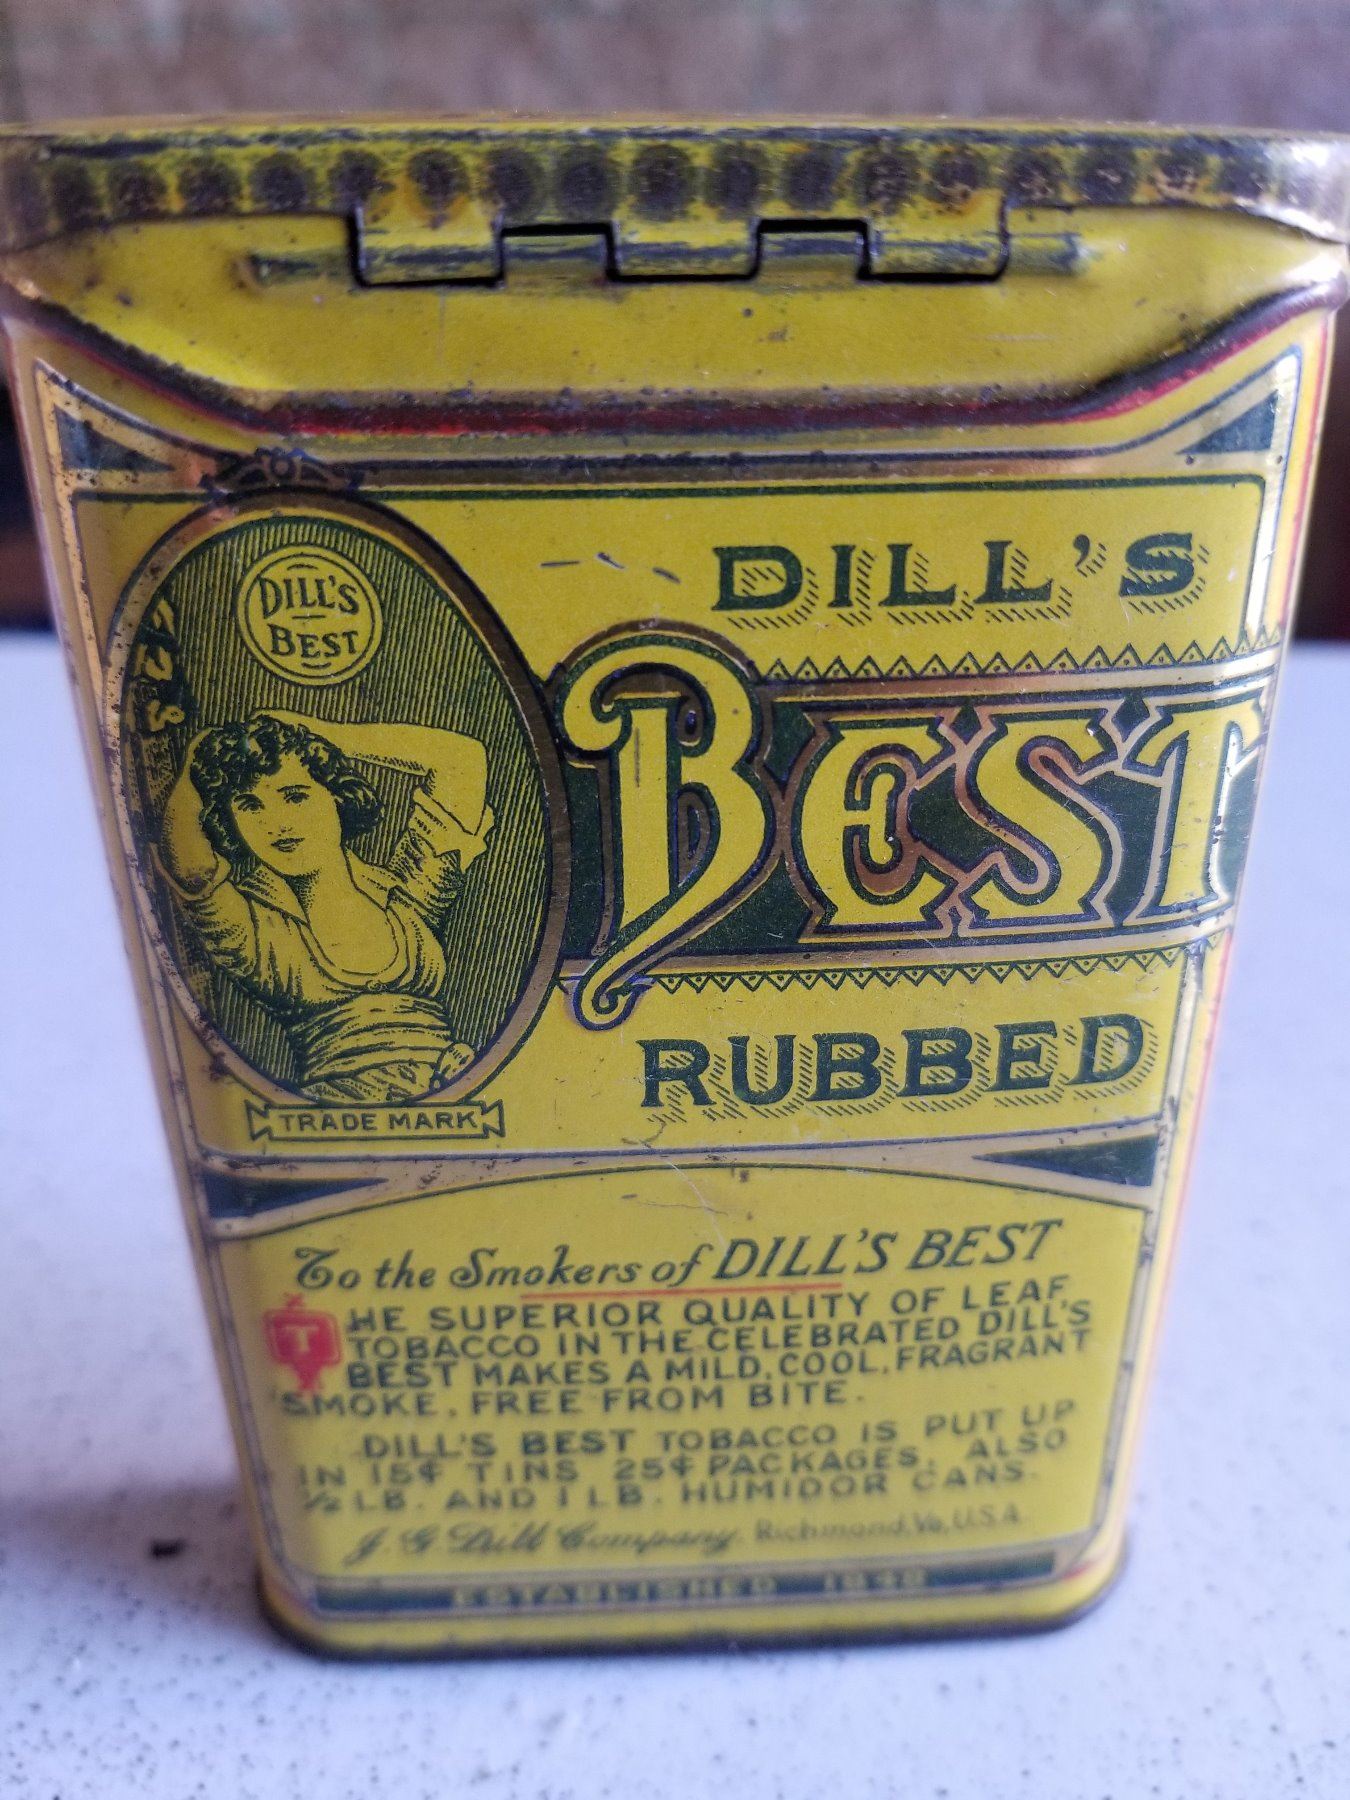 DILL'S
BEST
DILL'S
BEST
RUBBED
TRADE MARK
To the Smokers of DILL'S BEST
THE SUPERIOR QUALITY OF LEAF
TOBACCO IN THE CELEBRATED DILL'S
BEST MAKES A MILD, COOL, FRAGRANT
SMOKE, FREE FROM BITE.
DILL'S BEST TOBACCO IS PUT UP
IN 15¢ TINS 25¢ PACKAGES, ALSO
½ LB. AND 1 LB. HUMIDOR CANS.
J. G. Dill Company, Richmond, Va, U.S.A.
ESTABLISHED 1848